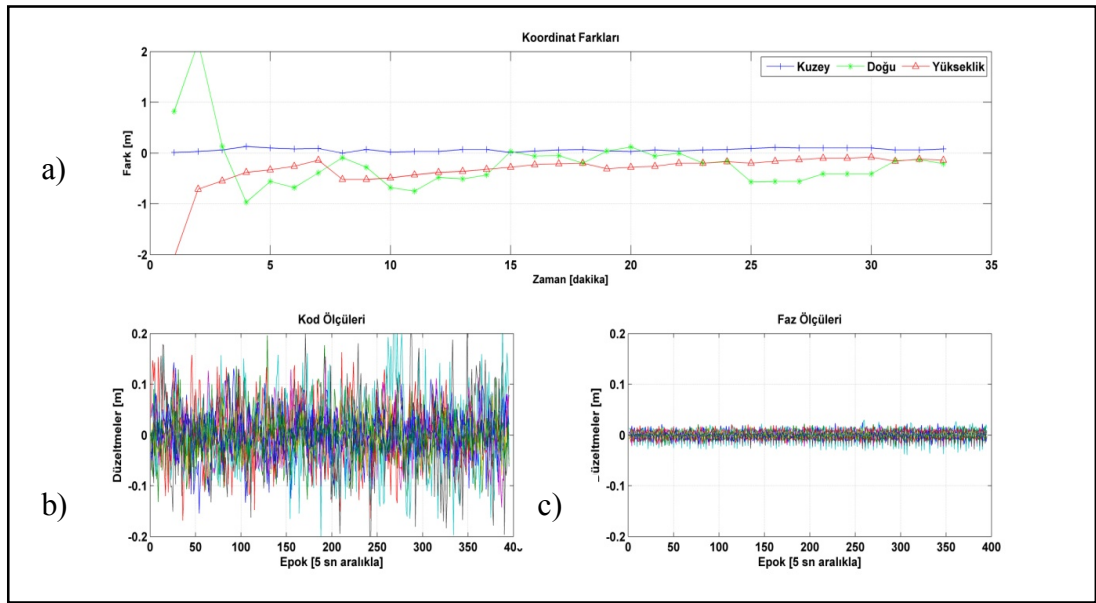 Koordinat Farkları
Kuzey Doğu Yükseklik
a)
Fark [m]
2
1
0
-1
-2
0 5 10 15 20 25 30 35
Zaman [dakika]
Kod Ölçüleri
b)
Düzeltmeler [m]
0.2
0.1
0
-0.1
-0.2
0 50 100 150 200 250 300 350
Epok [5 sn aralıkla]
Faz Ölçüleri
c)
üzeltmeler [m]
0.2
0.1
0
-0.1
-0.2
0 50 100 150 200 250 300 350 400
Epok [5 sn aralıkla]